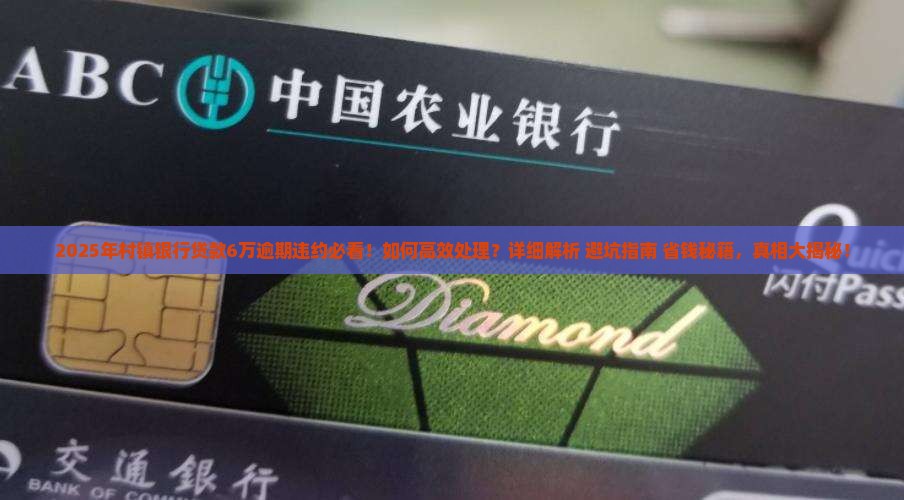 ABC 中国农业银行
Quick
2025年村镇银行贷款6万逾期违约必看！如何高效处理？详细解析 避坑指南 省钱秘籍，真相大揭秘！
闪付Pass
Diamond
交通銀行
BANK OF COMM